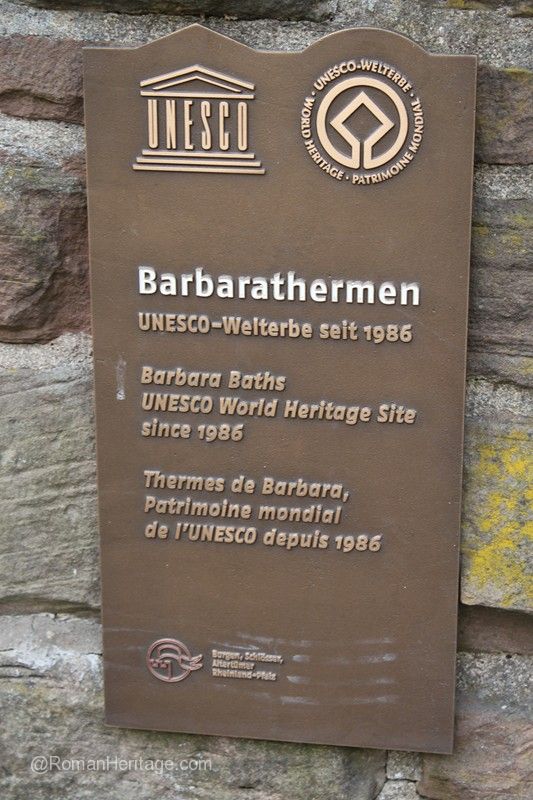 UNESCO
UNESCO-WELTERBE · WORLD HERITAGE · PATRIMOINE MONDIAL ·
Barbarathermen
UNESCO-Welterbe seit 1986
Barbara Baths
UNESCO World Heritage Site
since 1986
Thermes de Barbara,
Patrimoine mondial
de l'UNESCO depuis 1986
Burgen, Schlösser,
Altertümer
Rheinland-Pfalz
@RomanHeritage.com